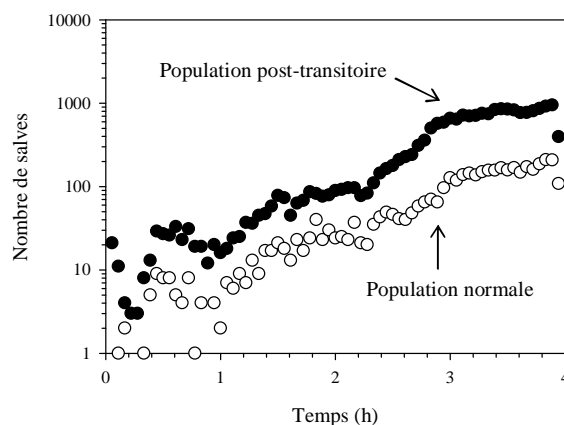 10000
1000
100
10
1
Nombre de salves
Population post-transitoire
Population normale
0 1 2 3 4
Temps (h)